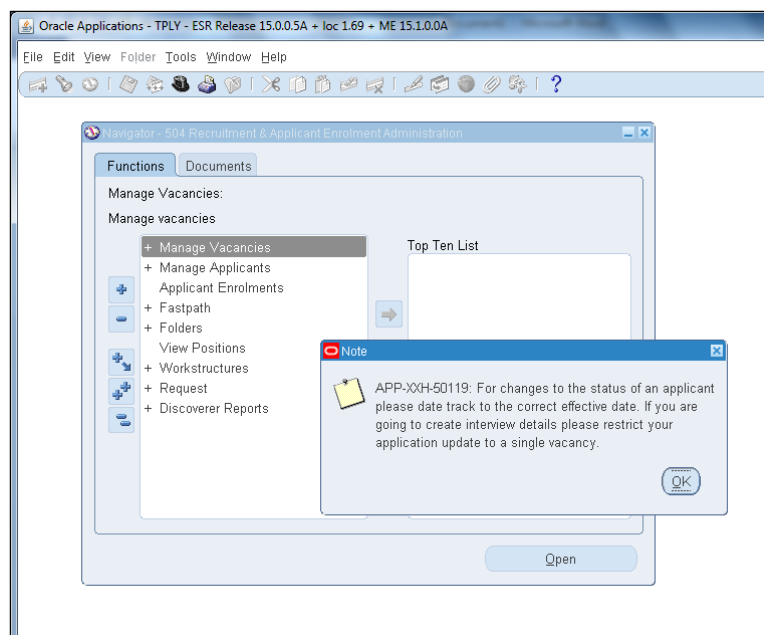 Oracle Applications - TPLY - ESR Release 15.0.0.5A + loc 1.69 + ME 15.1.0.0A
File Edit View Folder Tools Window Help
Navigator - 504 Recruitment & Applicant Enrolment Administration
Functions Documents
Manage Vacancies:
Manage vacancies
+ Manage Vacancies
Top Ten List
+ Manage Applicants
Applicant Enrolments
+ Fastpath
+ Folders
View Positions
+ Workstructures
+ Request
+ Discoverer Reports
Note
APP-XXH-50119: For changes to the status of an applicant
please date track to the correct effective date. If you are
going to create interview details please restrict your
application update to a single vacancy.
OK
Open